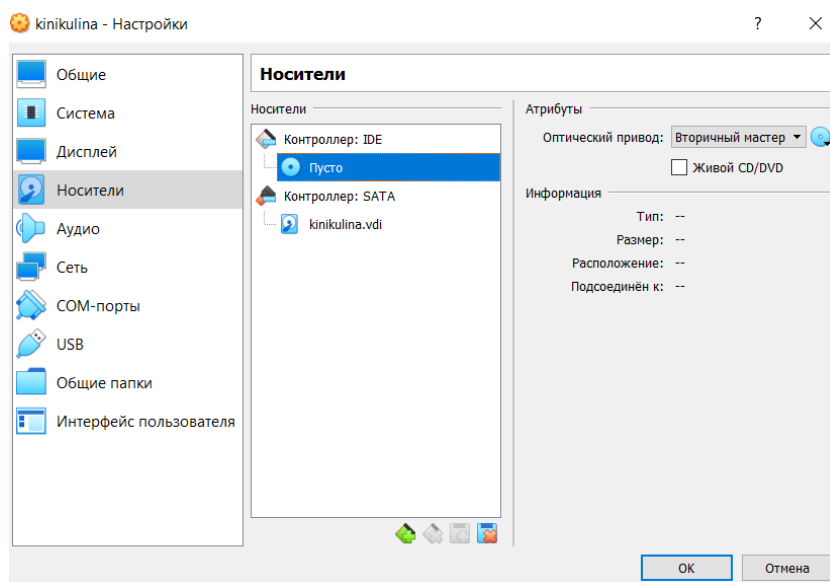 kinikulina - Настройки
?
Общие
Система
Дисплей
Носители
Аудио
Сеть
COM-порты
USB
Общие папки
Интерфейс пользователя
Носители
Носители
Контроллер: IDE
Пусто
Контроллер: SATA
kinikulina.vdi
Атрибуты
Оптический привод: Вторичный мастер
Живой CD/DVD
Информация
Тип: --
Размер: --
Расположение: --
Подсоединён к: --
OK
Отмена